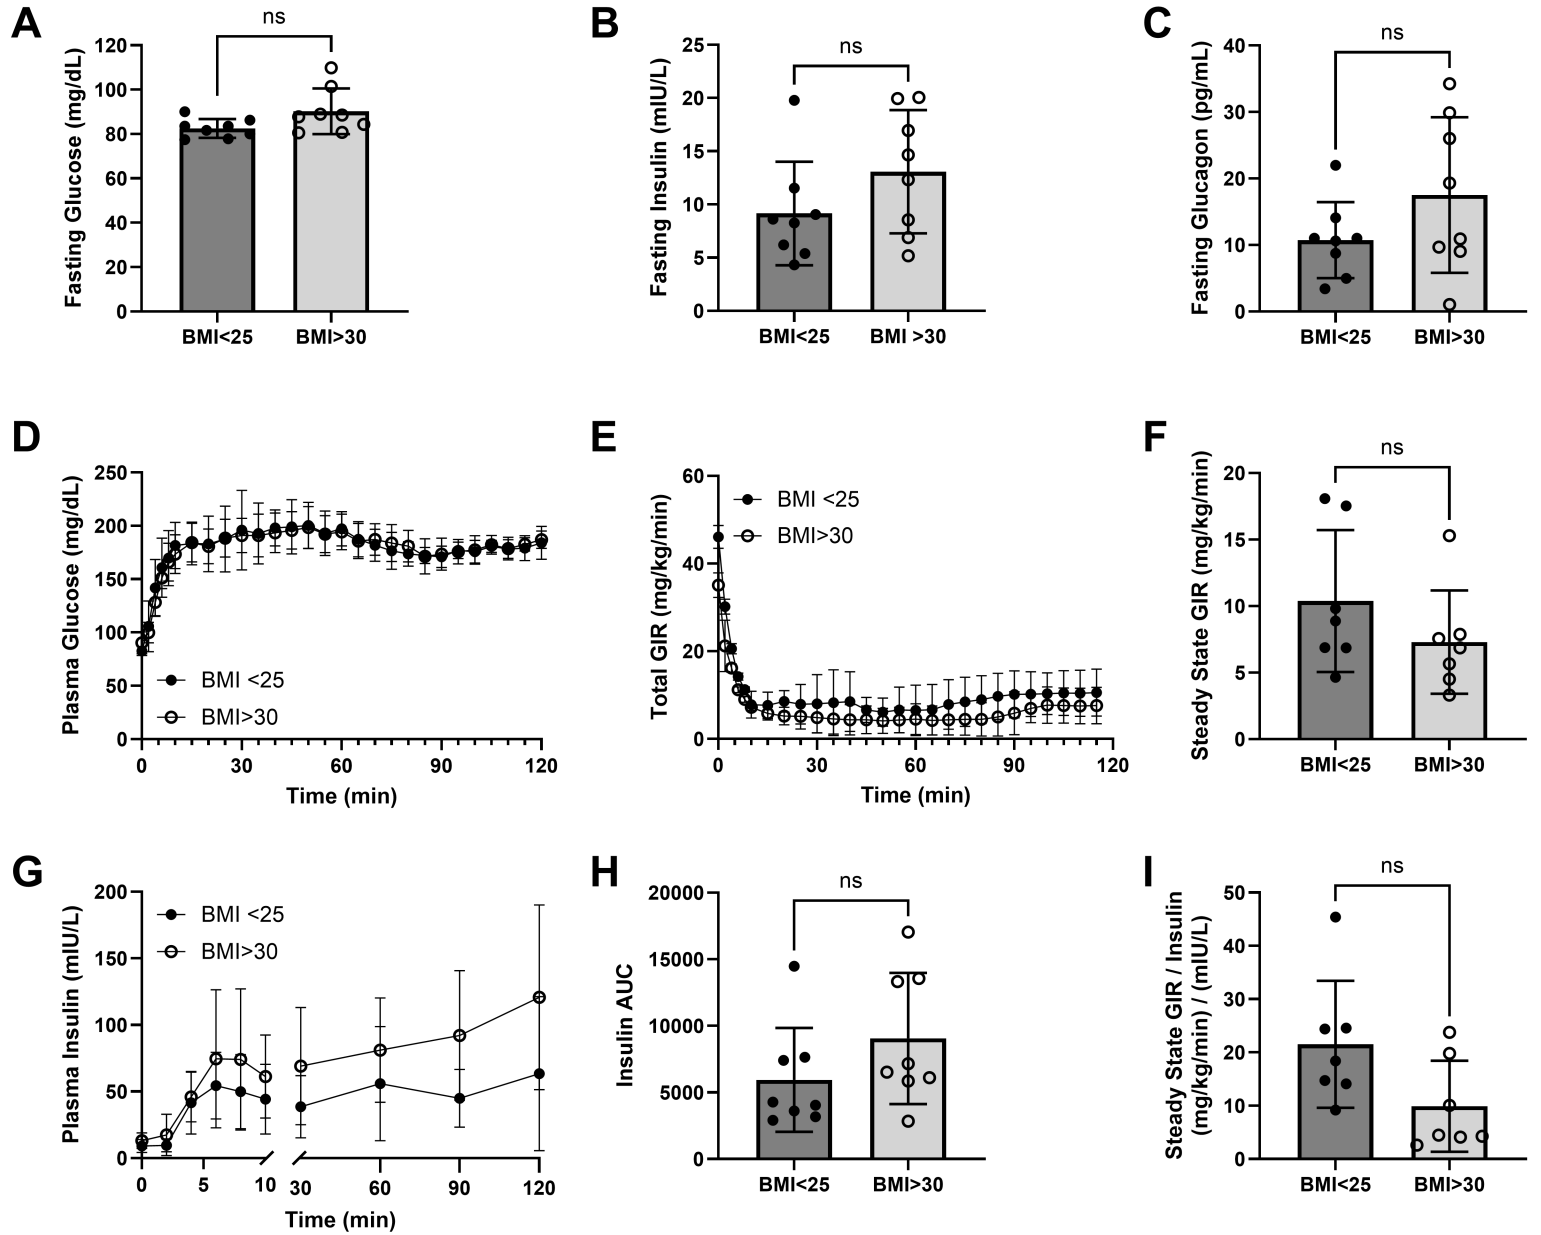 A
ns
Fasting Glucose (mg/dL)
120
100
80
60
40
20
0
BMI<25 BMI>30
B
ns
Fasting Insulin (mIU/L)
25
20
15
10
5
0
BMI<25 BMI >30
C
ns
Fasting Glucagon (pg/mL)
40
30
20
10
0
BMI<25 BMI>30
D
Plasma Glucose (mg/dL)
250
200
150
100
50
0
BMI <25
BMI>30
0 30 60 90 120
Time (min)
E
Total GIR (mg/kg/min)
60
40
20
0
BMI <25
BMI>30
0 30 60 90 120
Time (min)
F
ns
Steady State GIR (mg/kg/min)
20
15
10
5
0
BMI<25 BMI>30
G
Plasma Insulin (mIU/L)
200
150
100
50
0
BMI <25
BMI>30
0 5 10 30 60 90 120
Time (min)
H
ns
Insulin AUC
20000
15000
10000
5000
0
BMI<25 BMI>30
I
ns
Steady State GIR / Insulin
(mg/kg/min) / (mIU/L)
50
40
30
20
10
0
BMI<25 BMI>30